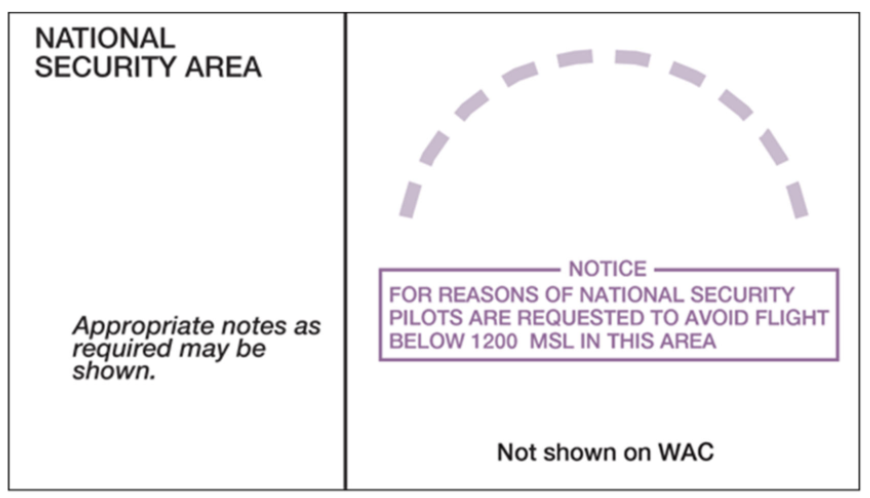 NATIONAL
SECURITY AREA
Appropriate notes as
required may be
shown.
NOTICE
FOR REASONS OF NATIONAL SECURITY
PILOTS ARE REQUESTED TO AVOID FLIGHT
BELOW 1200 MSL IN THIS AREA
Not shown on WAC